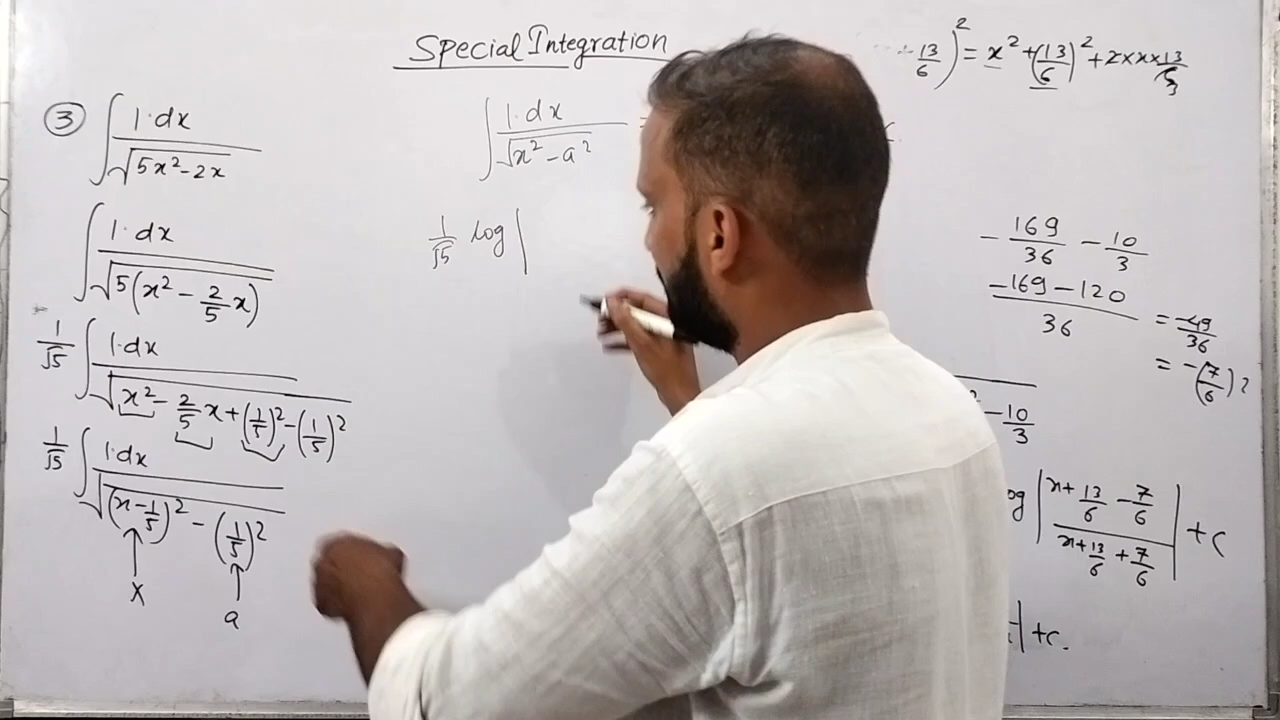 Special Integration
③ ∫ 1·dx / √(5x² - 2x)
∫ 1·dx / √(5(x² - 2/5 x))
1/√5 ∫ 1·dx / √(x² - 2/5 x + (1/5)² - (1/5)²)
1/√5 ∫ 1·dx / √((x - 1/5)² - (1/5)²)
x
a
∫ 1·dx / √(x² - a²) =
1/√5 log |
13/6)² = x² + (13/6)² + 2×x×13/6
3
- 169/36 - 10/3
-169 - 120 / 36 = -49/36
= -(7/6)²
² - 10/3
og | x + 13/6 - 7/6 / x + 13/6 + 7/6 | + c
| + c.